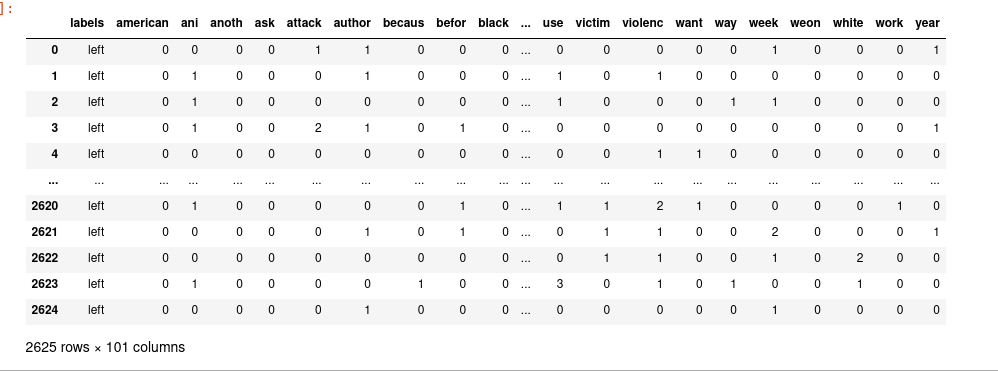 ]:
labels american ani anoth ask attack author becaus befor black ... use victim violenc want way week weon white work year
0 left 0 0 0 0 1 1 0 0 0 ... 0 0 0 0 0 1 0 0 0 1
1 left 0 1 0 0 0 1 0 0 0 ... 1 0 1 0 0 0 0 0 0 0
2 left 0 1 0 0 0 0 0 0 0 ... 1 0 0 0 1 1 0 0 0 0
3 left 0 1 0 0 2 1 0 1 0 ... 0 0 0 0 0 0 0 0 0 1
4 left 0 0 0 0 0 0 0 0 0 ... 0 0 1 1 0 0 0 0 0 0
... ... ... ... ... ... ... ... ... ... ... ... ... ... ... ... ... ... ... ... ... ...
2620 left 0 1 0 0 0 0 0 1 0 ... 1 1 2 1 0 0 0 0 1 0
2621 left 0 0 0 0 0 1 0 1 0 ... 0 1 1 0 0 2 0 0 0 1
2622 left 0 0 0 0 0 0 0 0 0 ... 0 1 1 0 0 1 0 2 0 0
2623 left 0 1 0 0 0 0 1 0 0 ... 3 0 1 0 1 0 0 1 0 0
2624 left 0 0 0 0 0 1 0 0 0 ... 0 0 0 0 0 1 0 0 0 0
2625 rows × 101 columns